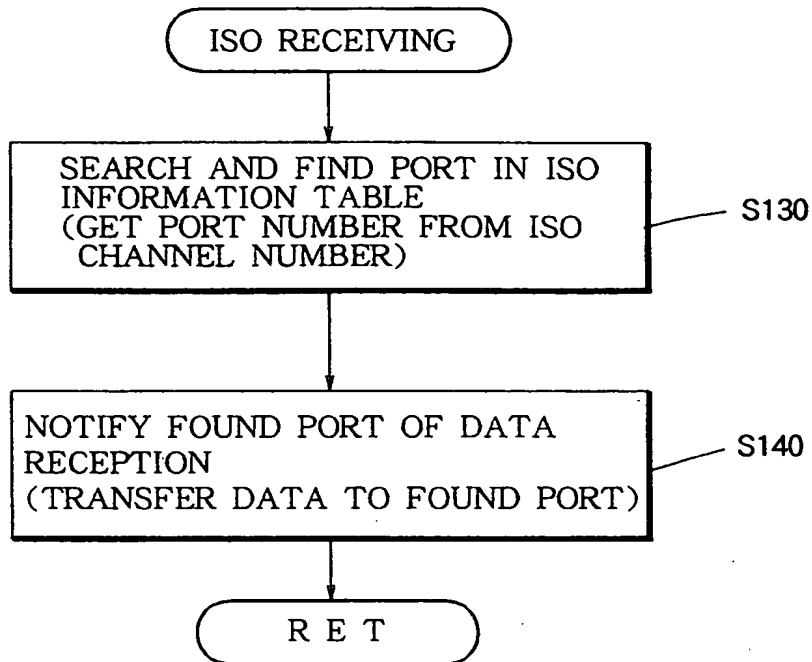 ISO RECEIVING
SEARCH AND FIND PORT IN ISO
INFORMATION TABLE
(GET PORT NUMBER FROM ISO
CHANNEL NUMBER)
S130
NOTIFY FOUND PORT OF DATA
RECEPTION
(TRANSFER DATA TO FOUND PORT)
S140
R E T